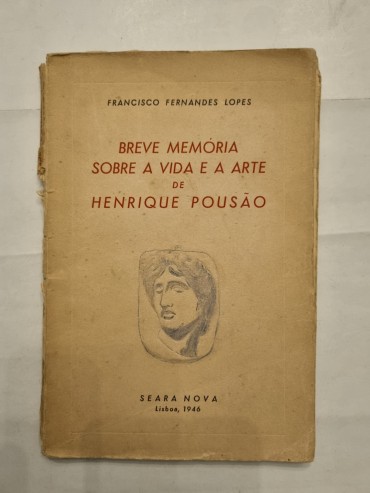 FRANCISCO FERNANDES LOPES
BREVE MEMÓRIA
SOBRE A VIDA E A ARTE
DE
HENRIQUE POUSÃO
SEARA NOVA
Lisboa, 1946